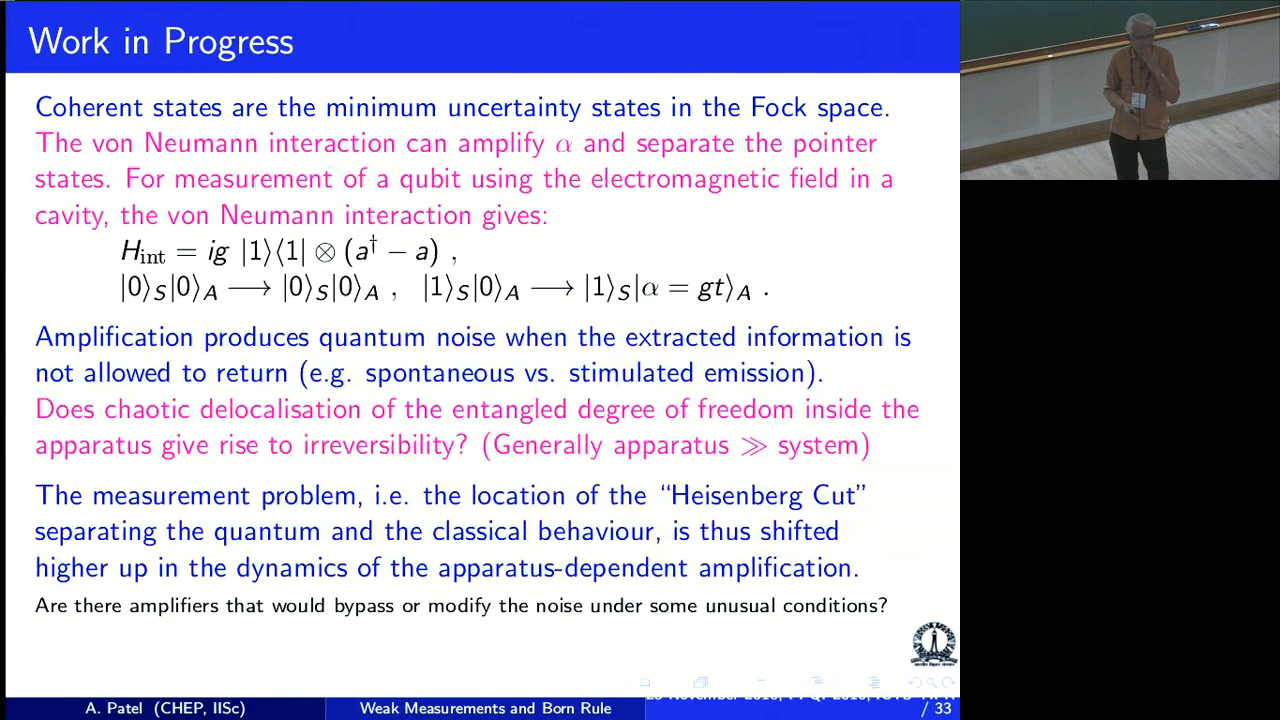 Work in Progress
Coherent states are the minimum uncertainty states in the Fock space.
The von Neumann interaction can amplify α and separate the pointer
states. For measurement of a qubit using the electromagnetic field in a
cavity, the von Neumann interaction gives:
H_int = ig |1⟩⟨1| ⊗ (a† − a) ,
|0⟩_S|0⟩_A ⟶ |0⟩_S|0⟩_A , |1⟩_S|0⟩_A ⟶ |1⟩_S|α = gt⟩_A .
Amplification produces quantum noise when the extracted information is
not allowed to return (e.g. spontaneous vs. stimulated emission).
Does chaotic delocalisation of the entangled degree of freedom inside the
apparatus give rise to irreversibility? (Generally apparatus ≫ system)
The measurement problem, i.e. the location of the “Heisenberg Cut”
separating the quantum and the classical behaviour, is thus shifted
higher up in the dynamics of the apparatus-dependent amplification.
Are there amplifiers that would bypass or modify the noise under some unusual conditions?
A. Patel (CHEP, IISc) Weak Measurements and Born Rule
/ 33